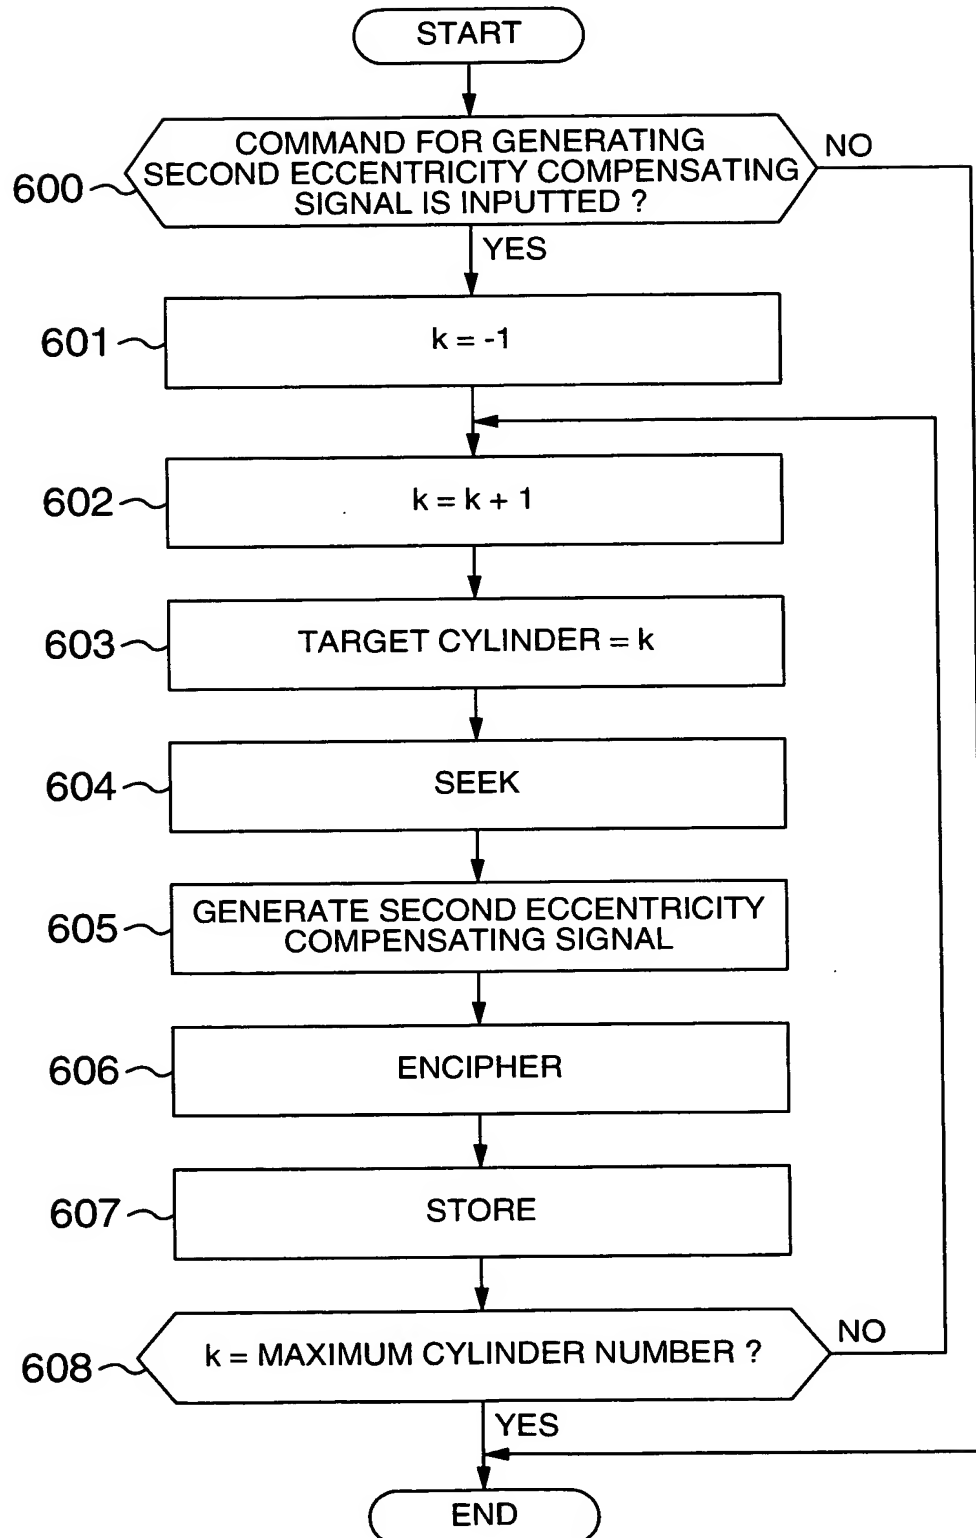 START
COMMAND FOR GENERATING
NO
SECOND ECCENTRICITY COMPENSATING
600
SIGNAL IS INPUTTED ?
YES
601
k = -1
602
k = k + 1
603
TARGET CYLINDER = k
604
SEEK
605
GENERATE SECOND ECCENTRICITY
COMPENSATING SIGNAL
606
ENCIPHER
607
STORE
608
k = MAXIMUM CYLINDER NUMBER ?
NO
YES
END